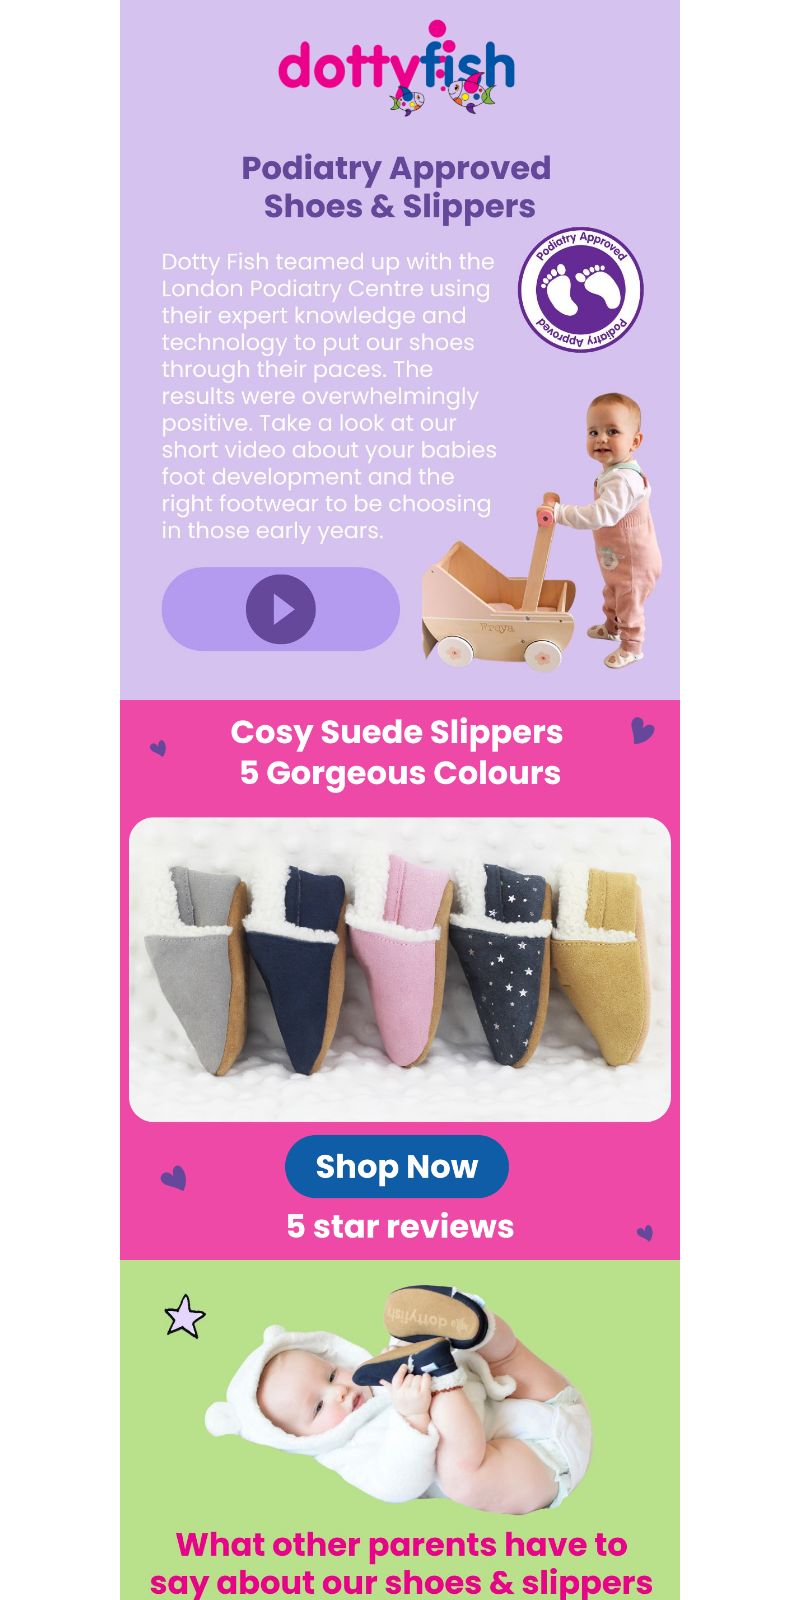 dottyfish
Podiatry Approved
Shoes & Slippers
Podiatry Approved
Podiatry Approved
Dotty Fish teamed up with the
London Podiatry Centre using
their expert knowledge and
technology to put our shoes
through their paces. The
results were overwhelmingly
positive. Take a look at our
short video about your babies
foot development and the
right footwear to be choosing
in those early years.
Freya
Cosy Suede Slippers
5 Gorgeous Colours
Shop Now
5 star reviews
dottyfish
What other parents have to
say about our shoes & slippers